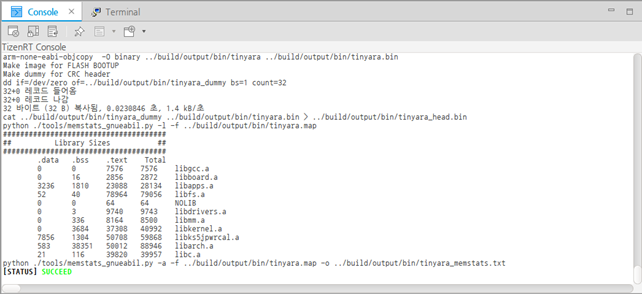 Console
Terminal
TizenRT Console
arm-none-eabi-objcopy -O binary ../build/output/bin/tinyara ../build/output/bin/tinyara.bin
Make image for FLASH BOOTUP
Make dummy for CRC header
dd if=/dev/zero of=../build/output/bin/tinyara_dummy bs=1 count=32
32+0 레코드 들어옴
32+0 레코드 나감
32 바이트 (32 B) 복사됨, 0.0230846 초, 1.4 kB/초
cat ../build/output/bin/tinyara_dummy ../build/output/bin/tinyara.bin > ../build/output/bin/tinyara_head.bin
python ./tools/memstats_gnueabil.py -l -f ../build/output/bin/tinyara.map
########################################
## Library Sizes ##
########################################
.data .bss .text Total
0 0 7576 7576 libgcc.a
0 16 2856 2872 libboard.a
3236 1810 23088 28134 libapps.a
52 40 78964 79056 libfs.a
0 0 64 64 NOLIB
0 3 9740 9743 libdrivers.a
0 336 8164 8500 libmm.a
0 3684 37308 40992 libkernel.a
7856 1304 50708 59868 libks5jpwrcal.a
583 38351 50012 88946 libarch.a
21 116 39820 39957 libc.a
python ./tools/memstats_gnueabil.py -a -f ../build/output/bin/tinyara.map -o ../build/output/bin/tinyara_memstats.txt
[STATUS] SUCCEED